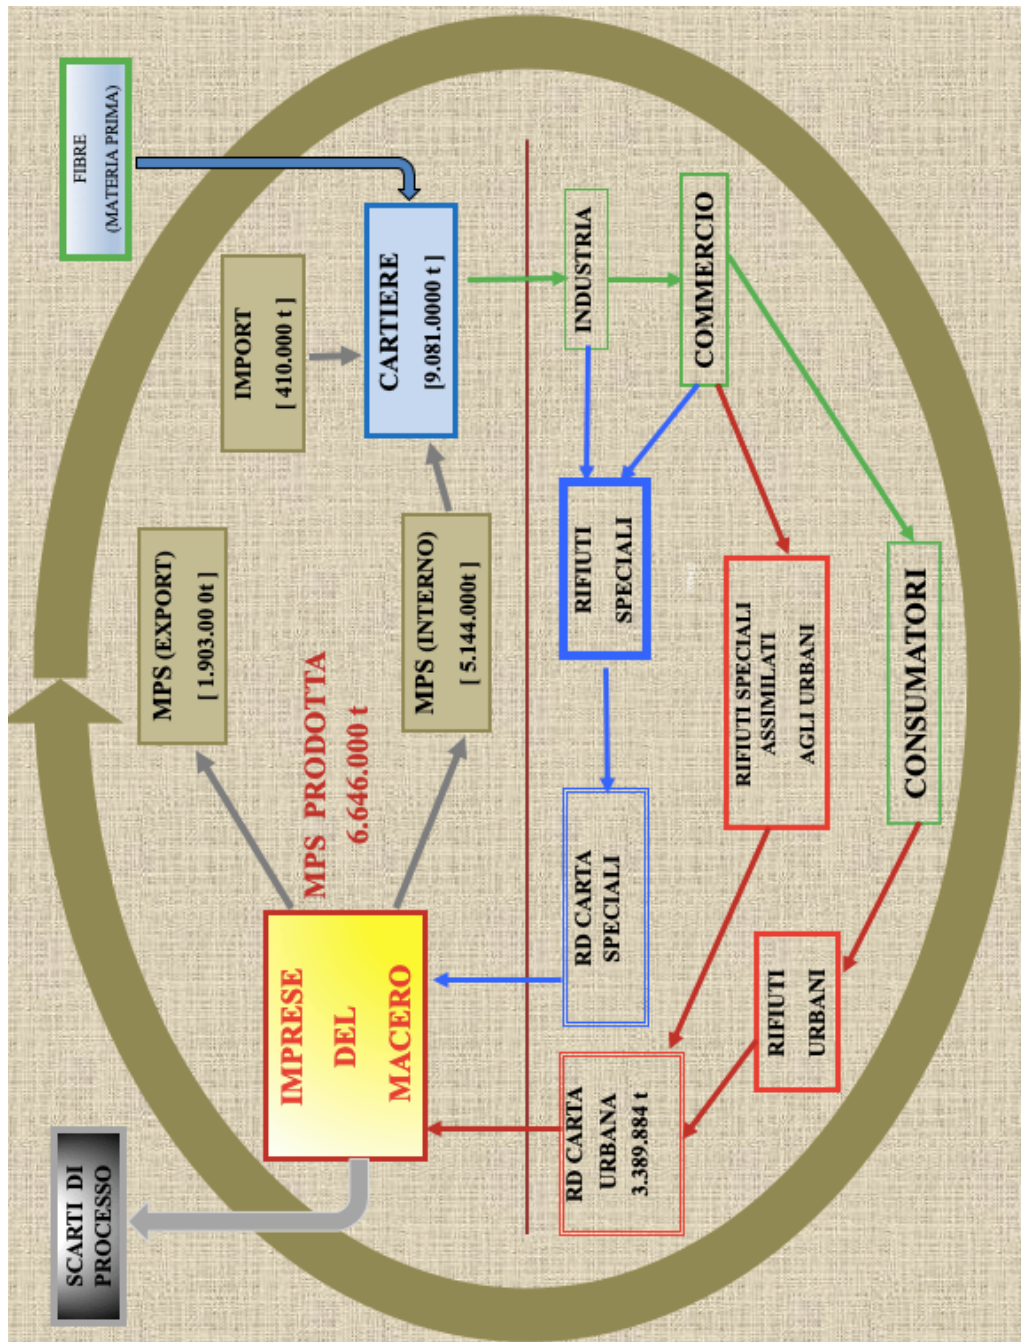 SCARTI DI
PROCESSO
FIBRE
(MATERIA PRIMA)
MPS (EXPORT)
[ 1.903.00 0t ]
IMPORT
[ 410.000 t ]
IMPRESE
DEL
MACERO
MPS PRODOTTA
6.646.000 t
CARTIERE
[9.081.0000 t ]
MPS (INTERNO)
[ 5.144.000t ]
RD CARTA
URBANA
3.389.884 t
RD CARTA
SPECIALI
RIFIUTI
SPECIALI
INDUSTRIA
COMMERCIO
RIFIUTI SPECIALI
ASSIMILATI
AGLI URBANI
RIFIUTI
URBANI
CONSUMATORI